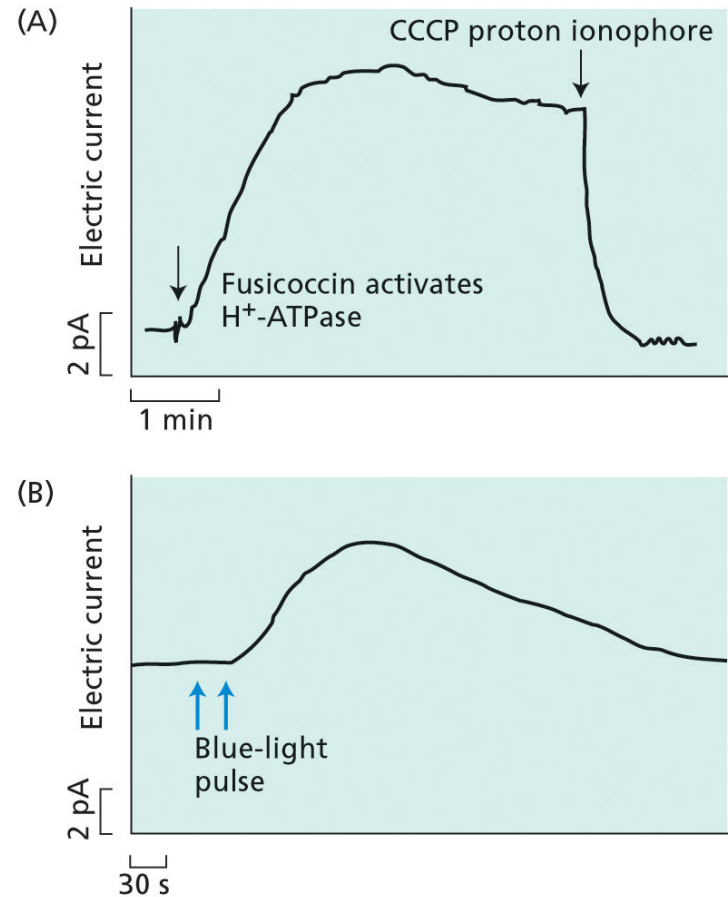 (A)
CCCP proton ionophore
Electric current
Fusicoccin activates
H⁺-ATPase
2 pA
1 min
(B)
Electric current
Blue-light
pulse
2 pA
30 s